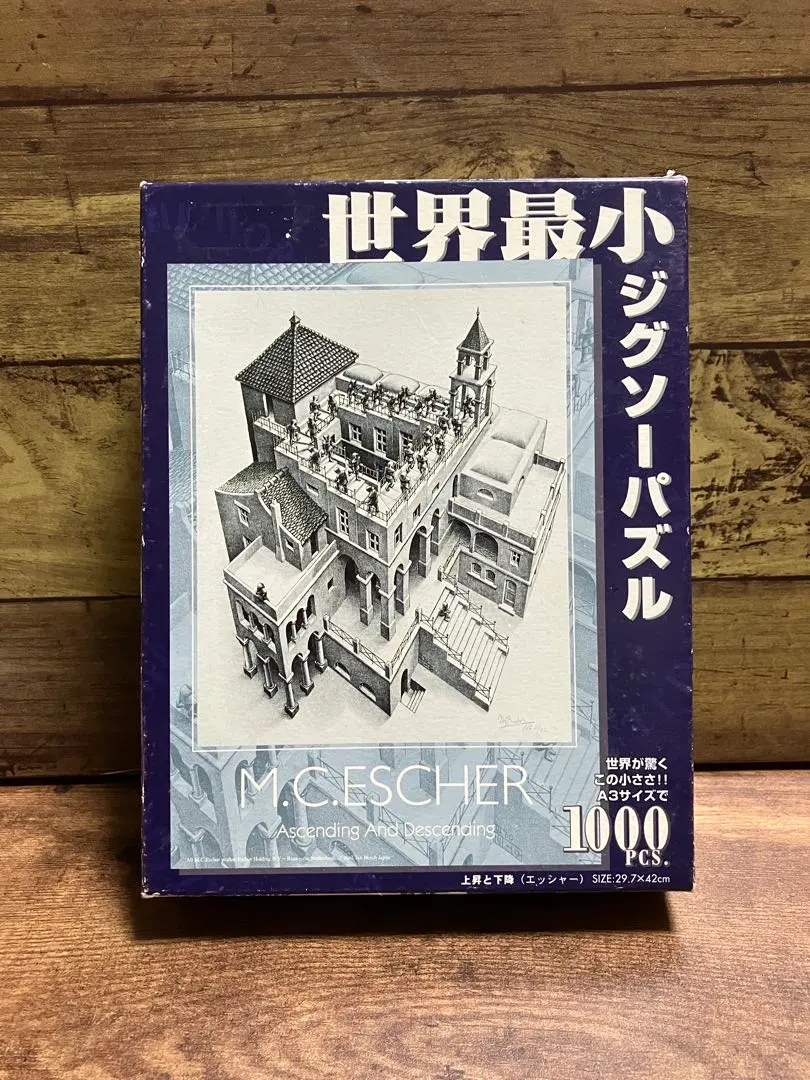 世界最小
ジグソーパズル
M.C.ESCHER
Ascending And Descending
世界が驚く
この小ささ!!
A3サイズで
1000
PCS.
上昇と下降（エッシャー） SIZE:29.7×42cm